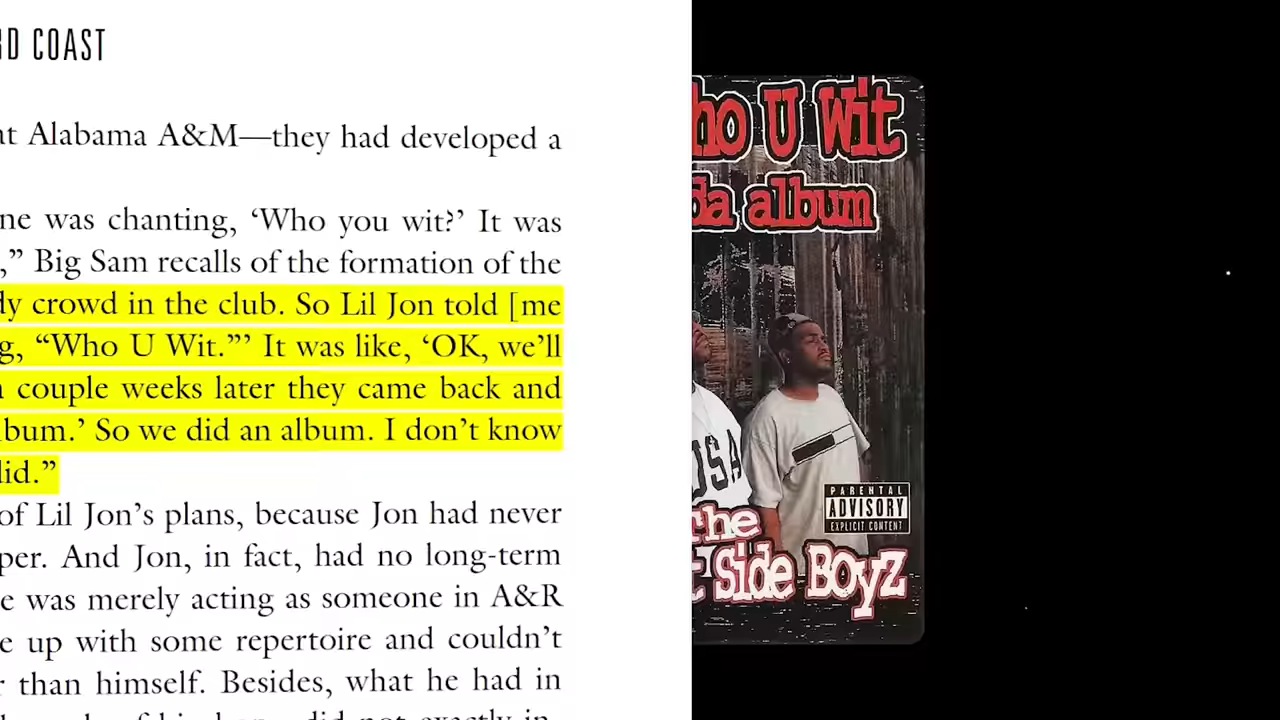 RD COAST
at Alabama A&M—they had developed a
ne was chanting, ‘Who you wit?’ It was
,” Big Sam recalls of the formation of the
dy crowd in the club. So Lil Jon told [me
g, “Who U Wit.”’ It was like, ‘OK, we’ll
n couple weeks later they came back and
lbum.’ So we did an album. I don’t know
did.”
of Lil Jon’s plans, because Jon had never
per. And Jon, in fact, had no long-term
e was merely acting as someone in A&R
e up with some repertoire and couldn’t
r than himself. Besides, what he had in
ho U Wit
da album
USA
PARENTAL
ADVISORY
EXPLICIT CONTENT
The
t Side Boyz